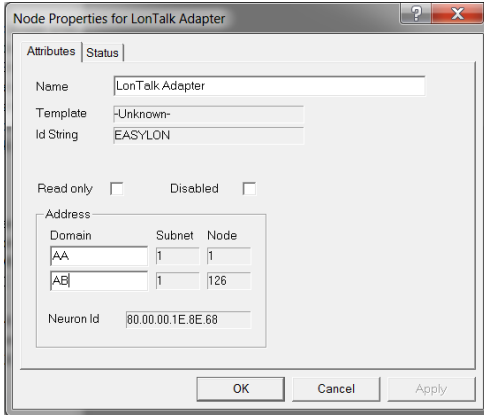 Node Properties for LonTalk Adapter
Attributes Status
Name LonTalk Adapter
Template -Unknown-
Id String EASYLON
Read only Disabled
Address
Domain Subnet Node
AA 1 1
AB 1 126
Neuron Id 80.00.00.1E.8E.68
OK Cancel Apply